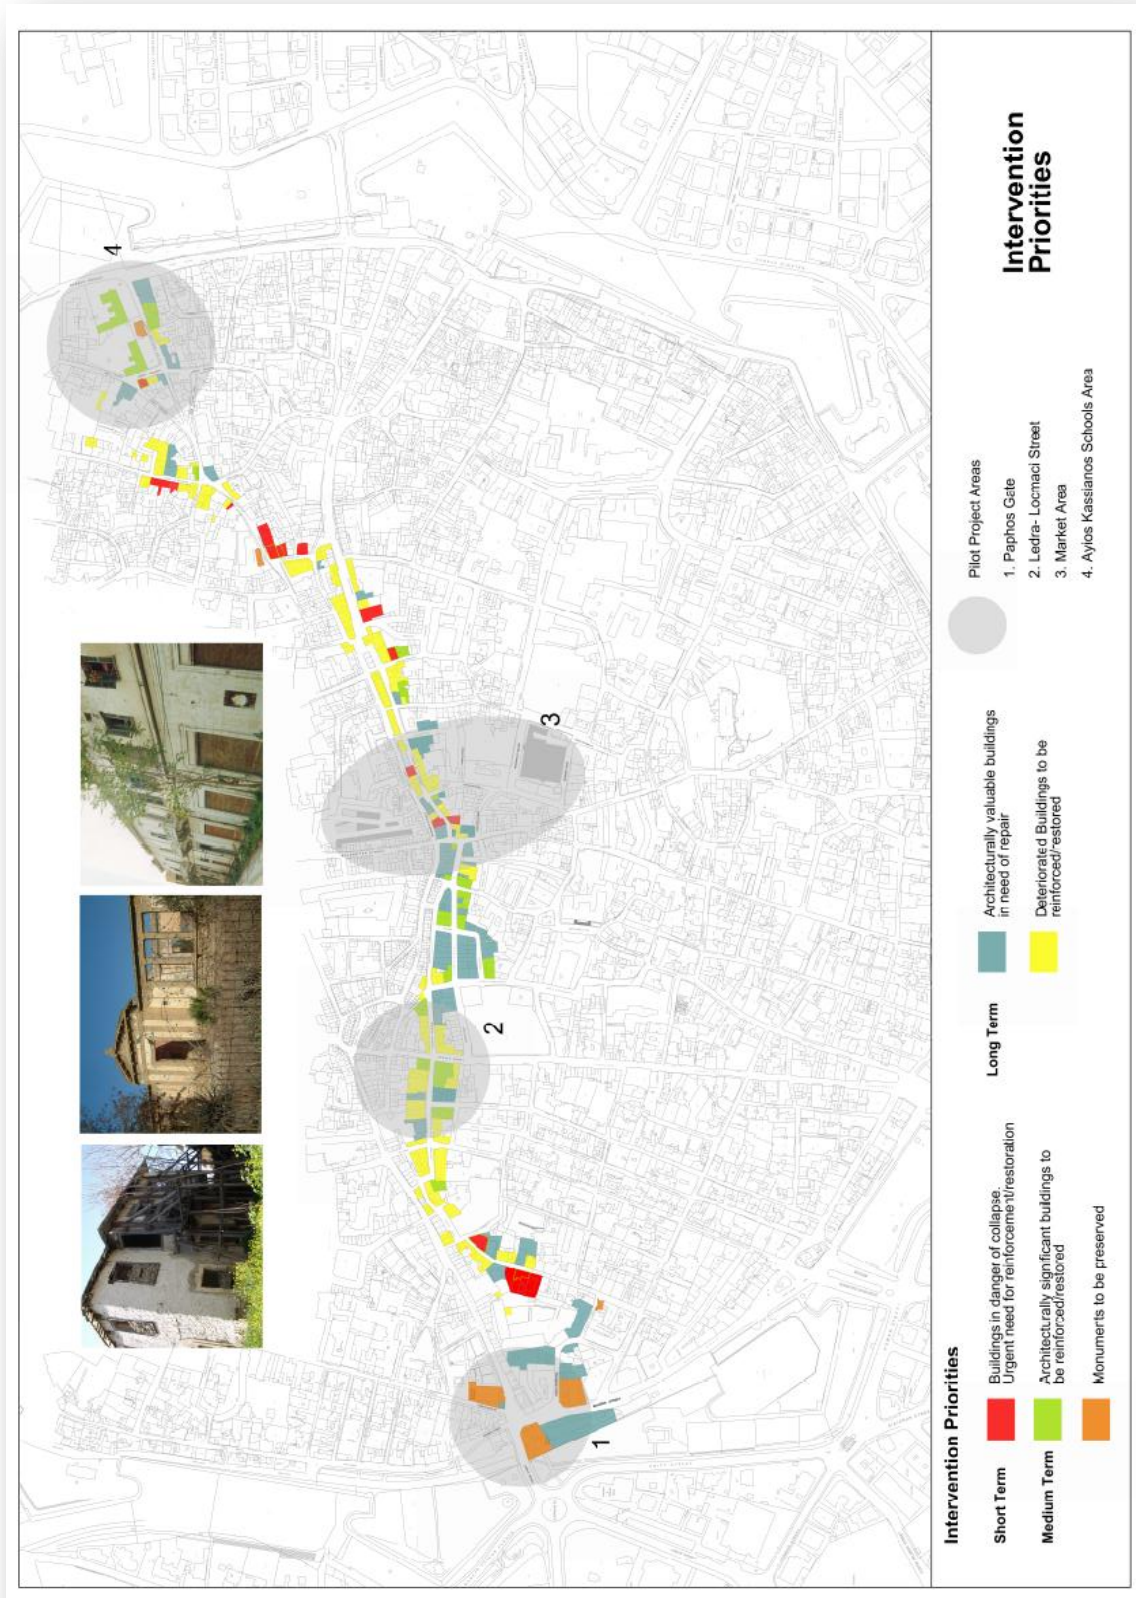 Intervention
Priorities
4
3
2
1
Intervention Priorities
Short Term
Buildings in danger of collapse.
Urgent need for reinforcement/restoration
Medium Term
Architecturally signficant buildings to
be reinforced/restored
Monuments to be preserved
Long Term
Architecturally valuable buildings
in need of repair
Deteriorated Buildings to be
reinforced/restored
Pilot Project Areas
1. Paphos Gate
2. Ledra- Locmaci Street
3. Market Area
4. Ayios Kassianos Schools Area